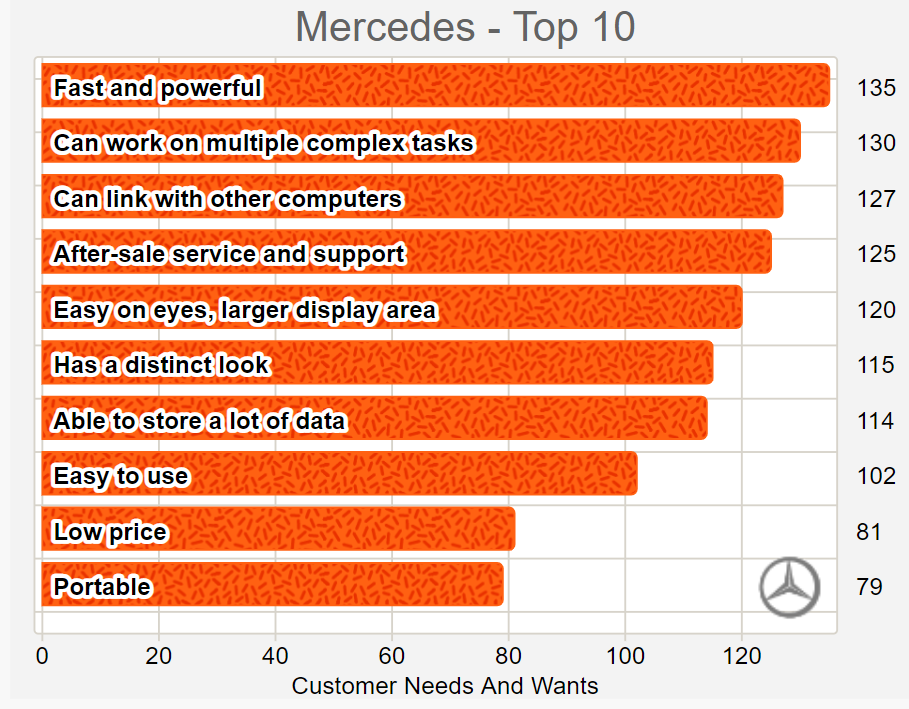 Mercedes - Top 10
Fast and powerful 135
Can work on multiple complex tasks 130
Can link with other computers 127
After-sale service and support 125
Easy on eyes, larger display area 120
Has a distinct look 115
Able to store a lot of data 114
Easy to use 102
Low price 81
Portable 79
0 20 40 60 80 100 120
Customer Needs And Wants